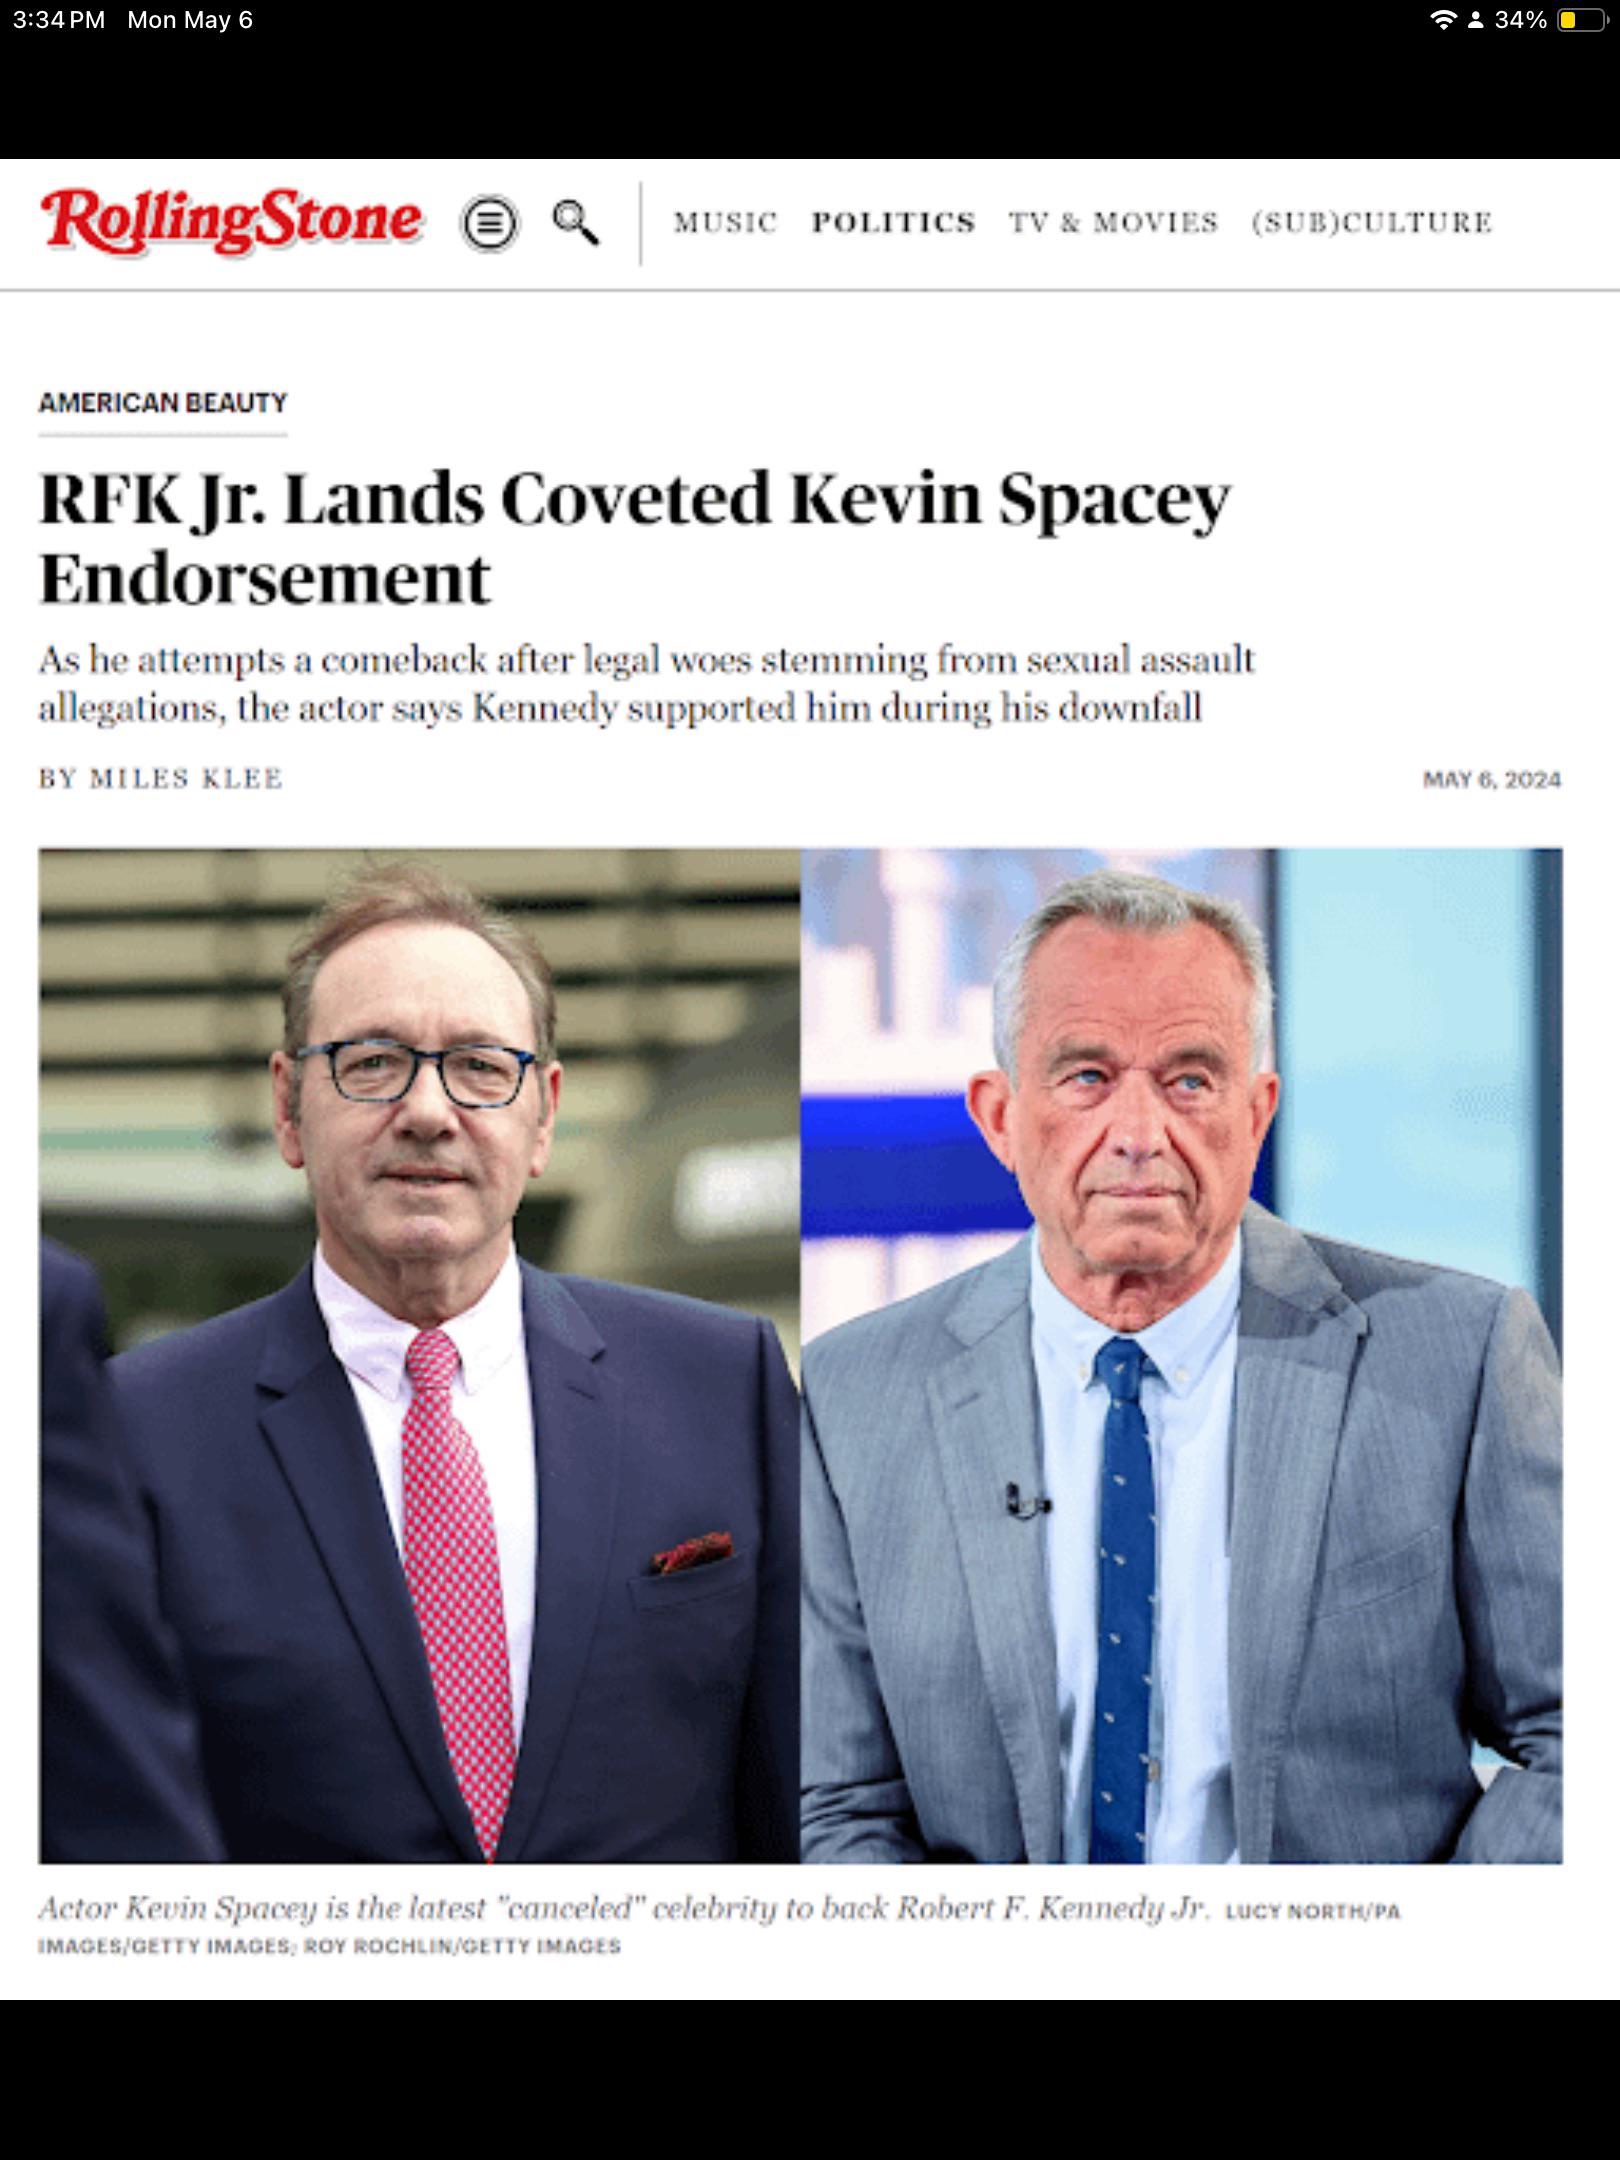 3:34 PM Mon May 6 34%
RollingStone MUSIC POLITICS TV & MOVIES (SUB)CULTURE
AMERICAN BEAUTY
RFK Jr. Lands Coveted Kevin Spacey
Endorsement
As he attempts a comeback after legal woes stemming from sexual assault
allegations, the actor says Kennedy supported him during his downfall
BY MILES KLEE MAY 6, 2024
Actor Kevin Spacey is the latest "canceled" celebrity to back Robert F. Kennedy Jr. LUCY NORTH/PA
IMAGES/GETTY IMAGES; ROY ROCHLIN/GETTY IMAGES